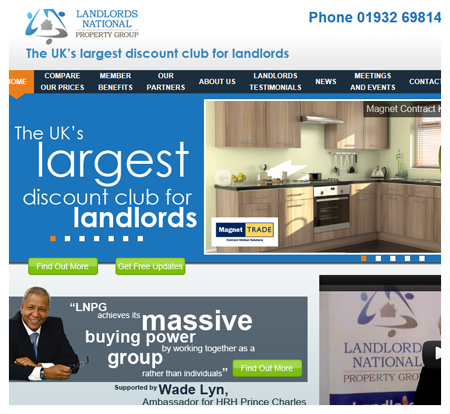 LANDLORDS
NATIONAL
PROPERTY GROUP
Phone 01932 69814
The UK's largest discount club for landlords
HOME
COMPARE
OUR PRICES
MEMBER
BENEFITS
OUR
PARTNERS
ABOUT US
LANDLORDS
TESTIMONIALS
NEWS
MEETINGS
AND EVENTS
CONTAC
Magnet Contract K
The UK's
largest
discount club for
landlords
Magnet TRADE
Contract Kitchen Solutions
Find Out More
Get Free Updates
“LNPG
achieves its massive
buying power
by working together as a
group
rather than individuals”
Find Out More
Supported by Wade Lyn,
Ambassador for HRH Prince Charles
LANDLORDS
NATIONAL
PROPERTY GROUP